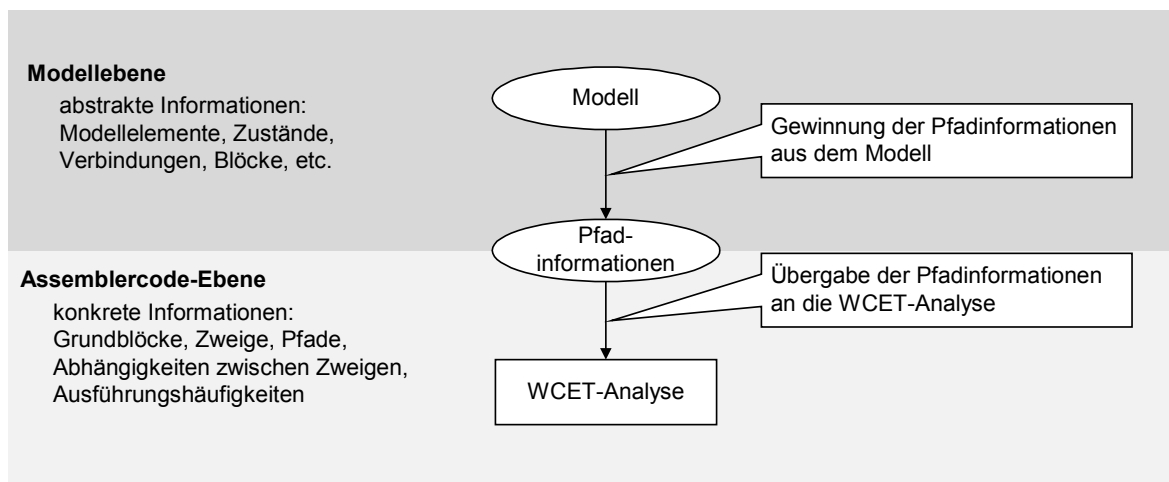 Modellebene
abstrakte Informationen:
Modellelemente, Zustände,
Verbindungen, Blöcke, etc.
Modell
Gewinnung der Pfadinformationen
aus dem Modell
Pfad-
informationen
Assemblercode-Ebene
konkrete Informationen:
Grundblöcke, Zweige, Pfade,
Abhängigkeiten zwischen Zweigen,
Ausführungshäufigkeiten
Übergabe der Pfadinformationen
an die WCET-Analyse
WCET-Analyse